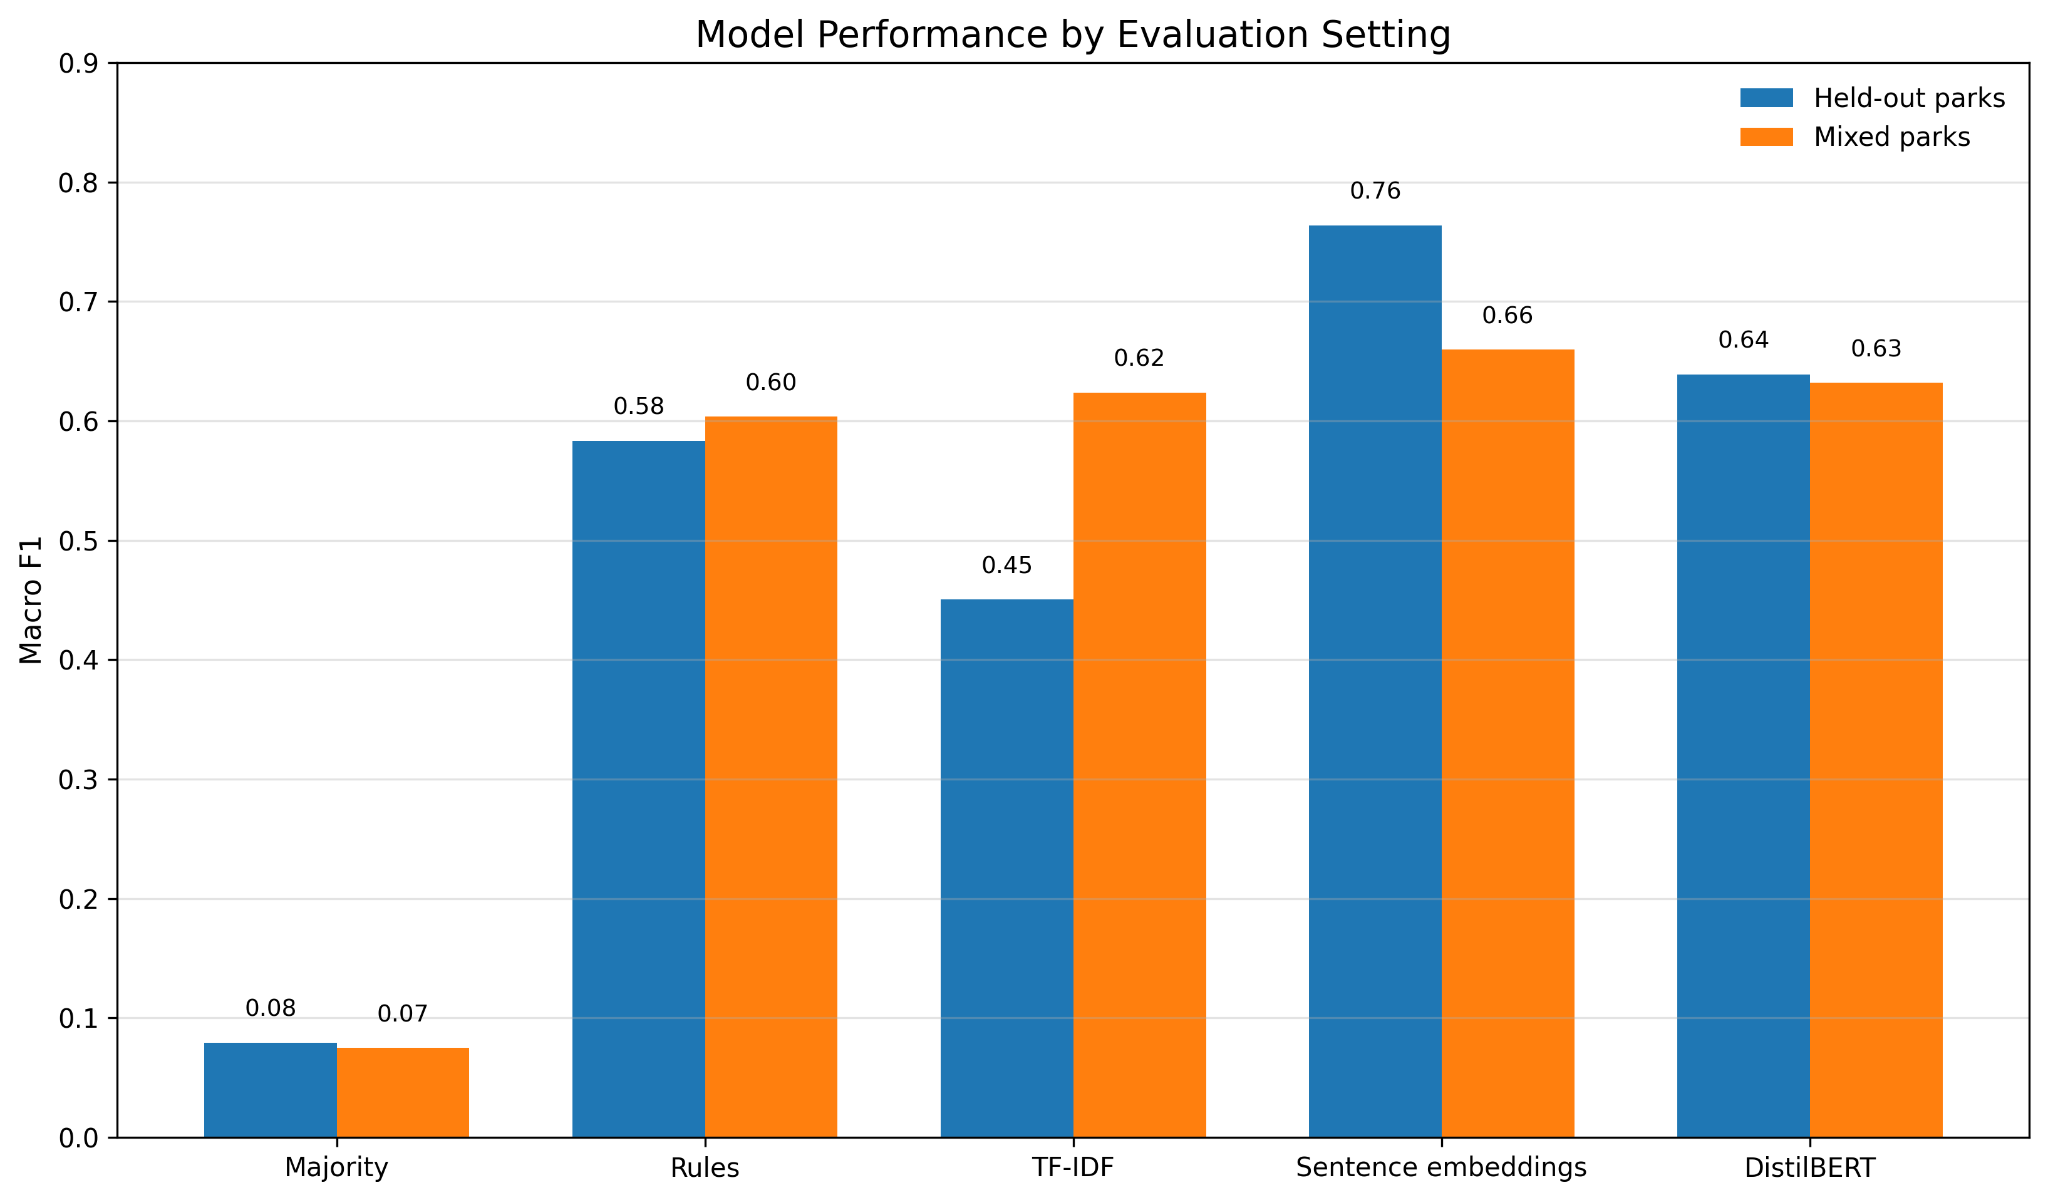 Model Performance by Evaluation Setting
Held-out parks
Mixed parks
Macro F1
0.9
0.8
0.7
0.6
0.5
0.4
0.3
0.2
0.1
0.0
0.08
0.07
0.58
0.60
0.45
0.62
0.76
0.66
0.64
0.63
Majority
Rules
TF-IDF
Sentence embeddings
DistilBERT